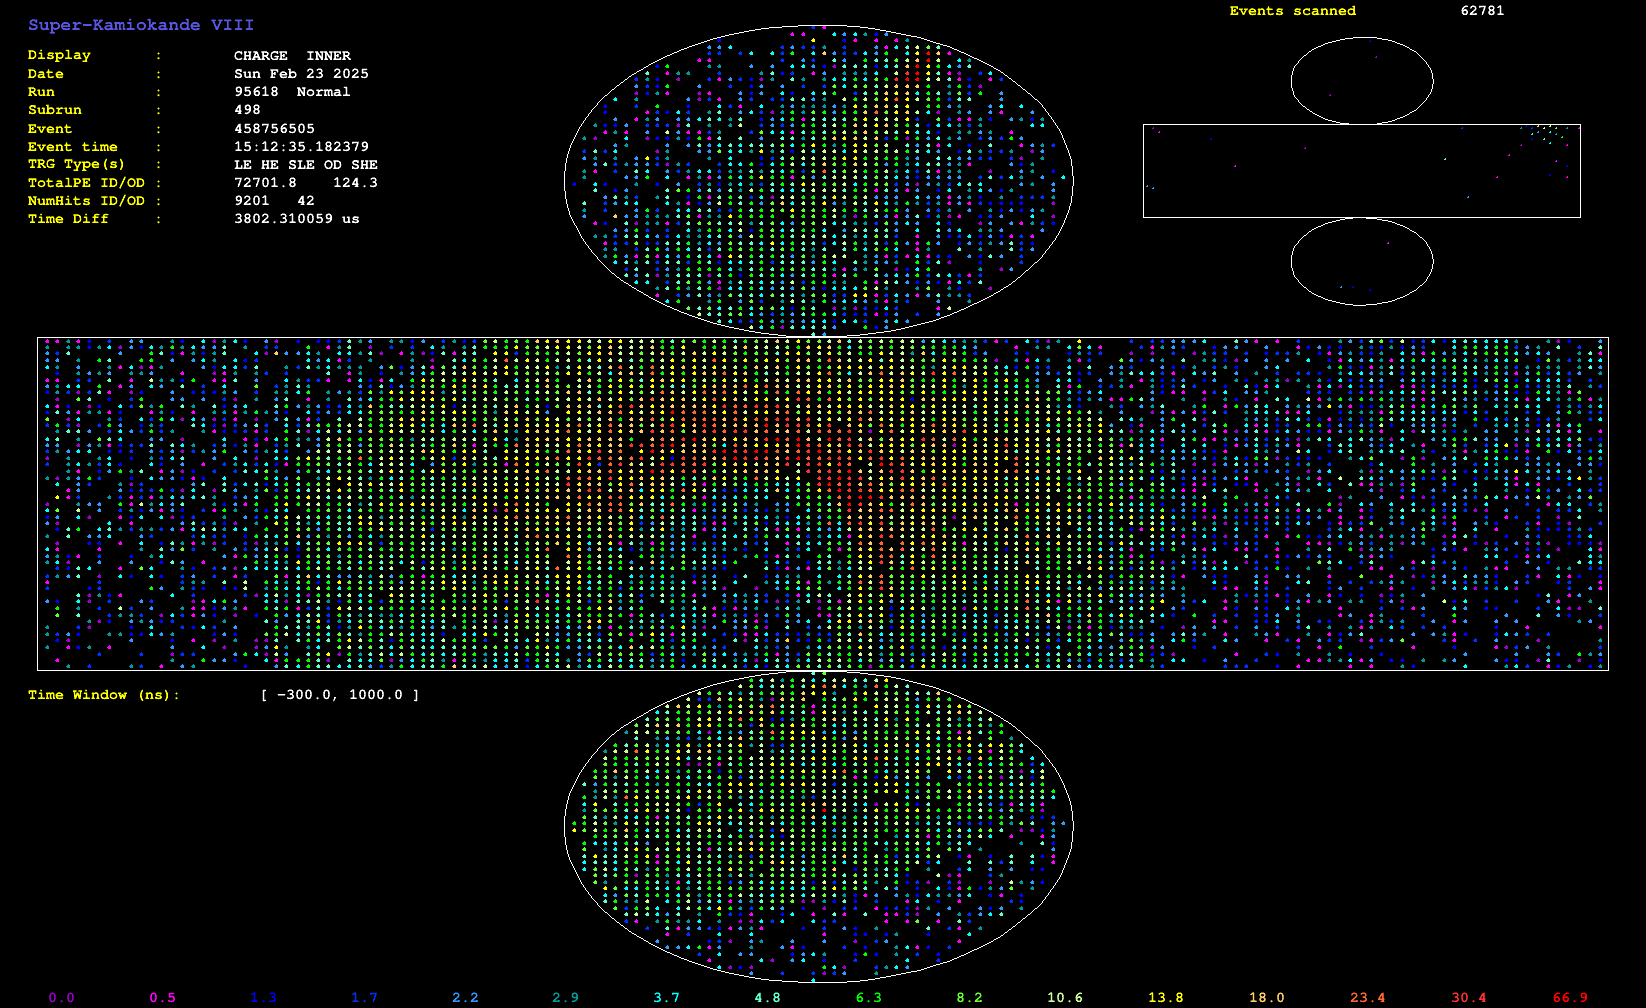 Super-Kamiokande VIII
Display : CHARGE INNER
Date : Sun Feb 23 2025
Run : 95618 Normal
Subrun : 498
Event : 458756505
Event time : 15:12:35.182379
TRG Type(s) : LE HE SLE OD SHE
TotalPE ID/OD : 72701.8 124.3
NumHits ID/OD : 9201 42
Time Diff : 3802.310059 us
Events scanned 62781
Time Window (ns): [ -300.0, 1000.0 ]
0.0 0.5 1.3 1.7 2.2 2.9 3.7 4.8 6.3 8.2 10.6 13.8 18.0 23.4 30.4 66.9